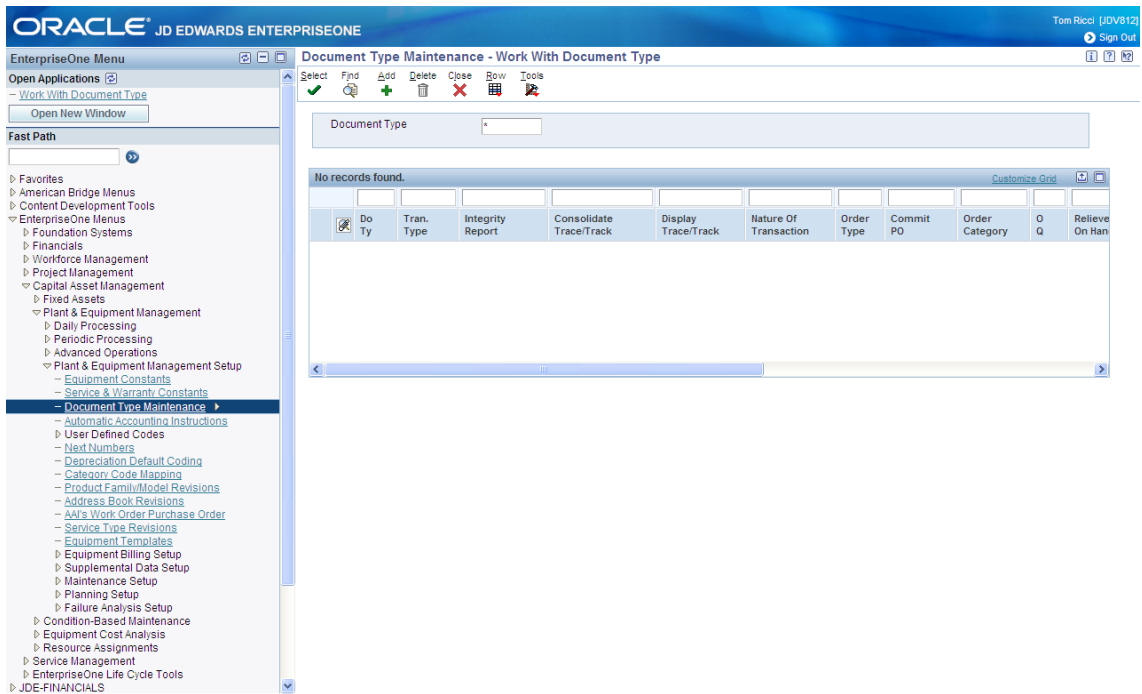 ORACLE JD EDWARDS ENTERPRISEONE
Tom Ricci [JDV812]
Sign Out
EnterpriseOne Menu
Open Applications
Work With Document Type
Open New Window
Fast Path
Favorites
American Bridge Menus
Content Development Tools
EnterpriseOne Menus
Foundation Systems
Financials
Workforce Management
Project Management
Capital Asset Management
Fixed Assets
Plant & Equipment Management
Daily Processing
Periodic Processing
Advanced Operations
Plant & Equipment Management Setup
Equipment Constants
Service & Warranty Constants
Document Type Maintenance
Automatic Accounting Instructions
User Defined Codes
Next Numbers
Depreciation Default Coding
Category Code Mapping
Product Family/Model Revisions
Address Book Revisions
AAI's Work Order Purchase Order
Service Type Revisions
Equipment Templates
Equipment Billing Setup
Supplemental Data Setup
Maintenance Setup
Planning Setup
Failure Analysis Setup
Condition-Based Maintenance
Equipment Cost Analysis
Resource Assignments
Service Management
EnterpriseOne Life Cycle Tools
JDE-FINANCIALS
Document Type Maintenance - Work With Document Type
Select Find Add Delete Close Row Tools
Document Type *
No records found. Customize Grid
Do Tran. Integrity Consolidate Display Nature Of Order Commit Order O Relieve
Ty Type Report Trace/Track Trace/Track Transaction Type PO Category Q On Han